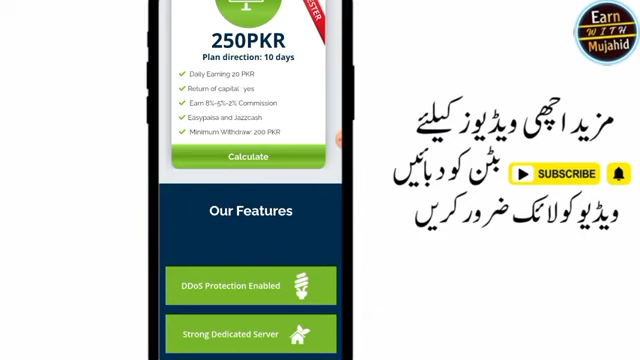 Earn
WITH
Mujahid
ESTER
250PKR
Plan direction: 10 days
Daily Earning 20 PKR
Return of capital : yes
Earn 8%-5%-2% Commission
Easypaisa and Jazzcash
Minimum Withdraw: 200 PKR
Calculate
Our Features
DDoS Protection Enabled
Strong Dedicated Server
مزید اچھی ویڈیوز کیلئے
بٹن کو دبائیں SUBSCRIBE
ویڈیو کو لائک ضرور کریں